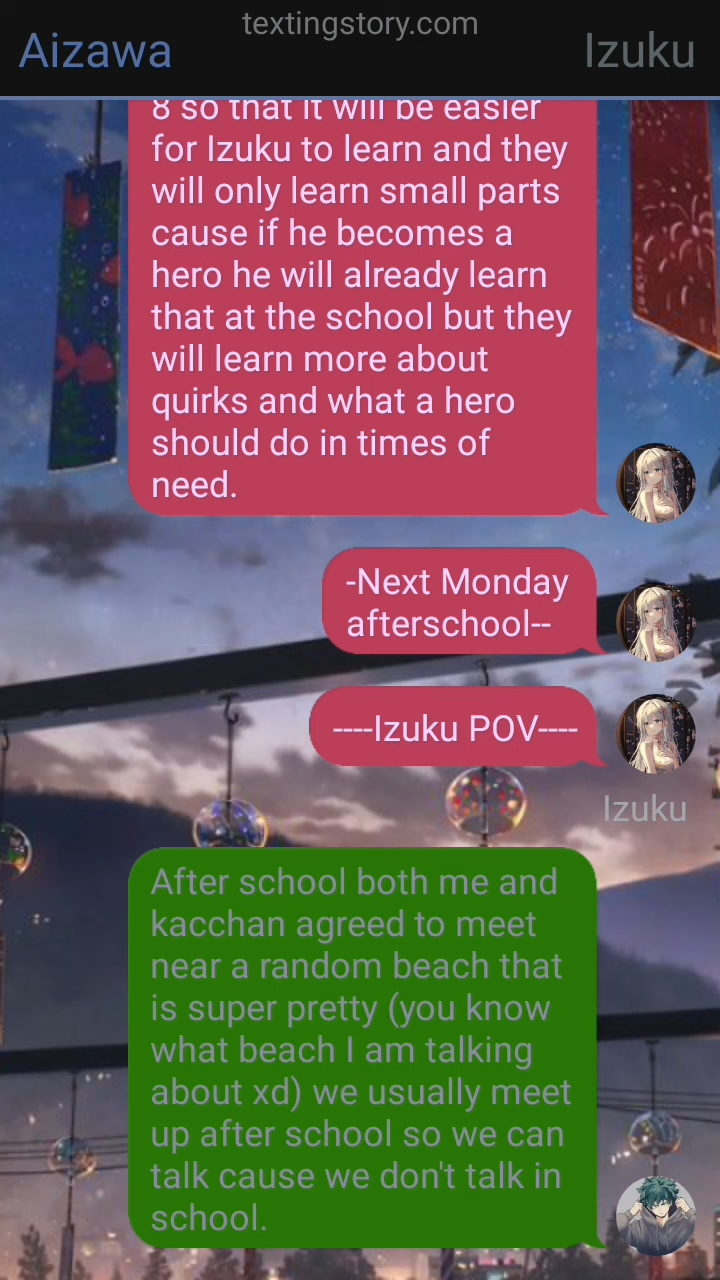 textingstory.com
Aizawa
Izuku
8 so that it will be easier
for Izuku to learn and they
will only learn small parts
cause if he becomes a
hero he will already learn
that at the school but they
will learn more about
quirks and what a hero
should do in times of
need.
-Next Monday
afterschool--
----Izuku POV----
Izuku
After school both me and
kacchan agreed to meet
near a random beach that
is super pretty (you know
what beach I am talking
about xd) we usually meet
up after school so we can
talk cause we don't talk in
school.